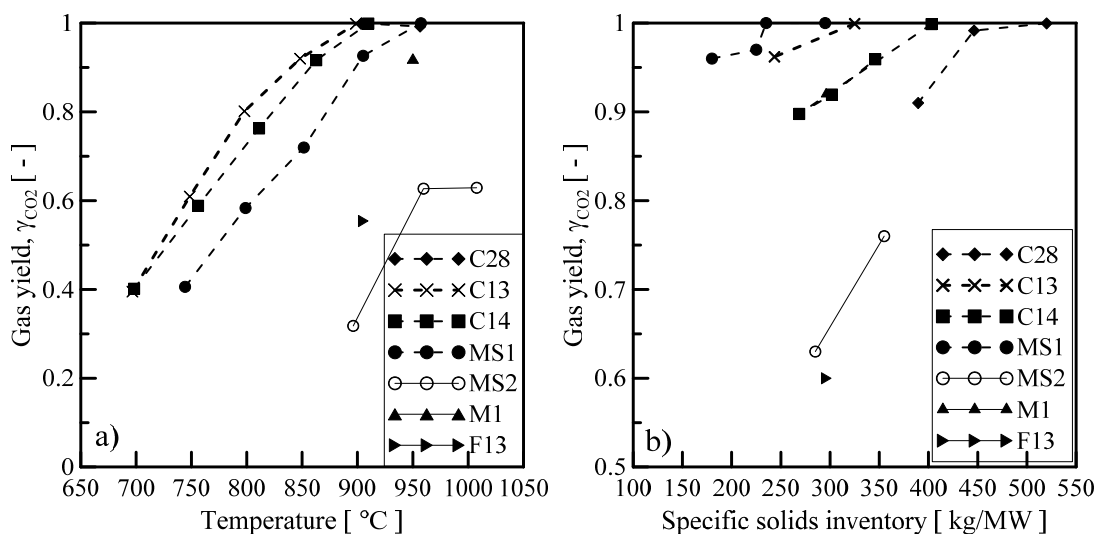 1
0.8
0.6
0.4
0.2
0
Gas yield, γCO2 [ - ]
a)
C28
C13
C14
MS1
MS2
M1
F13
650 700 750 800 850 900 950 1000 1050
Temperature [ °C ]
1
0.9
0.8
0.7
0.6
0.5
Gas yield, γCO2 [ - ]
b)
C28
C13
C14
MS1
MS2
M1
F13
100 150 200 250 300 350 400 450 500 550
Specific solids inventory [ kg/MW ]